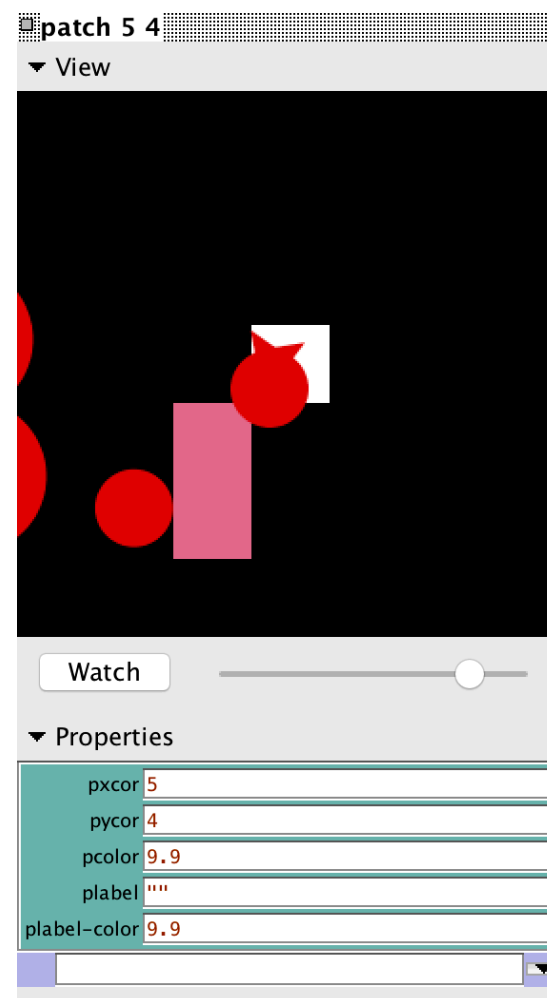 patch 5 4
View
Watch
Properties
pxcor 5
pycor 4
pcolor 9.9
plabel ""
plabel-color 9.9